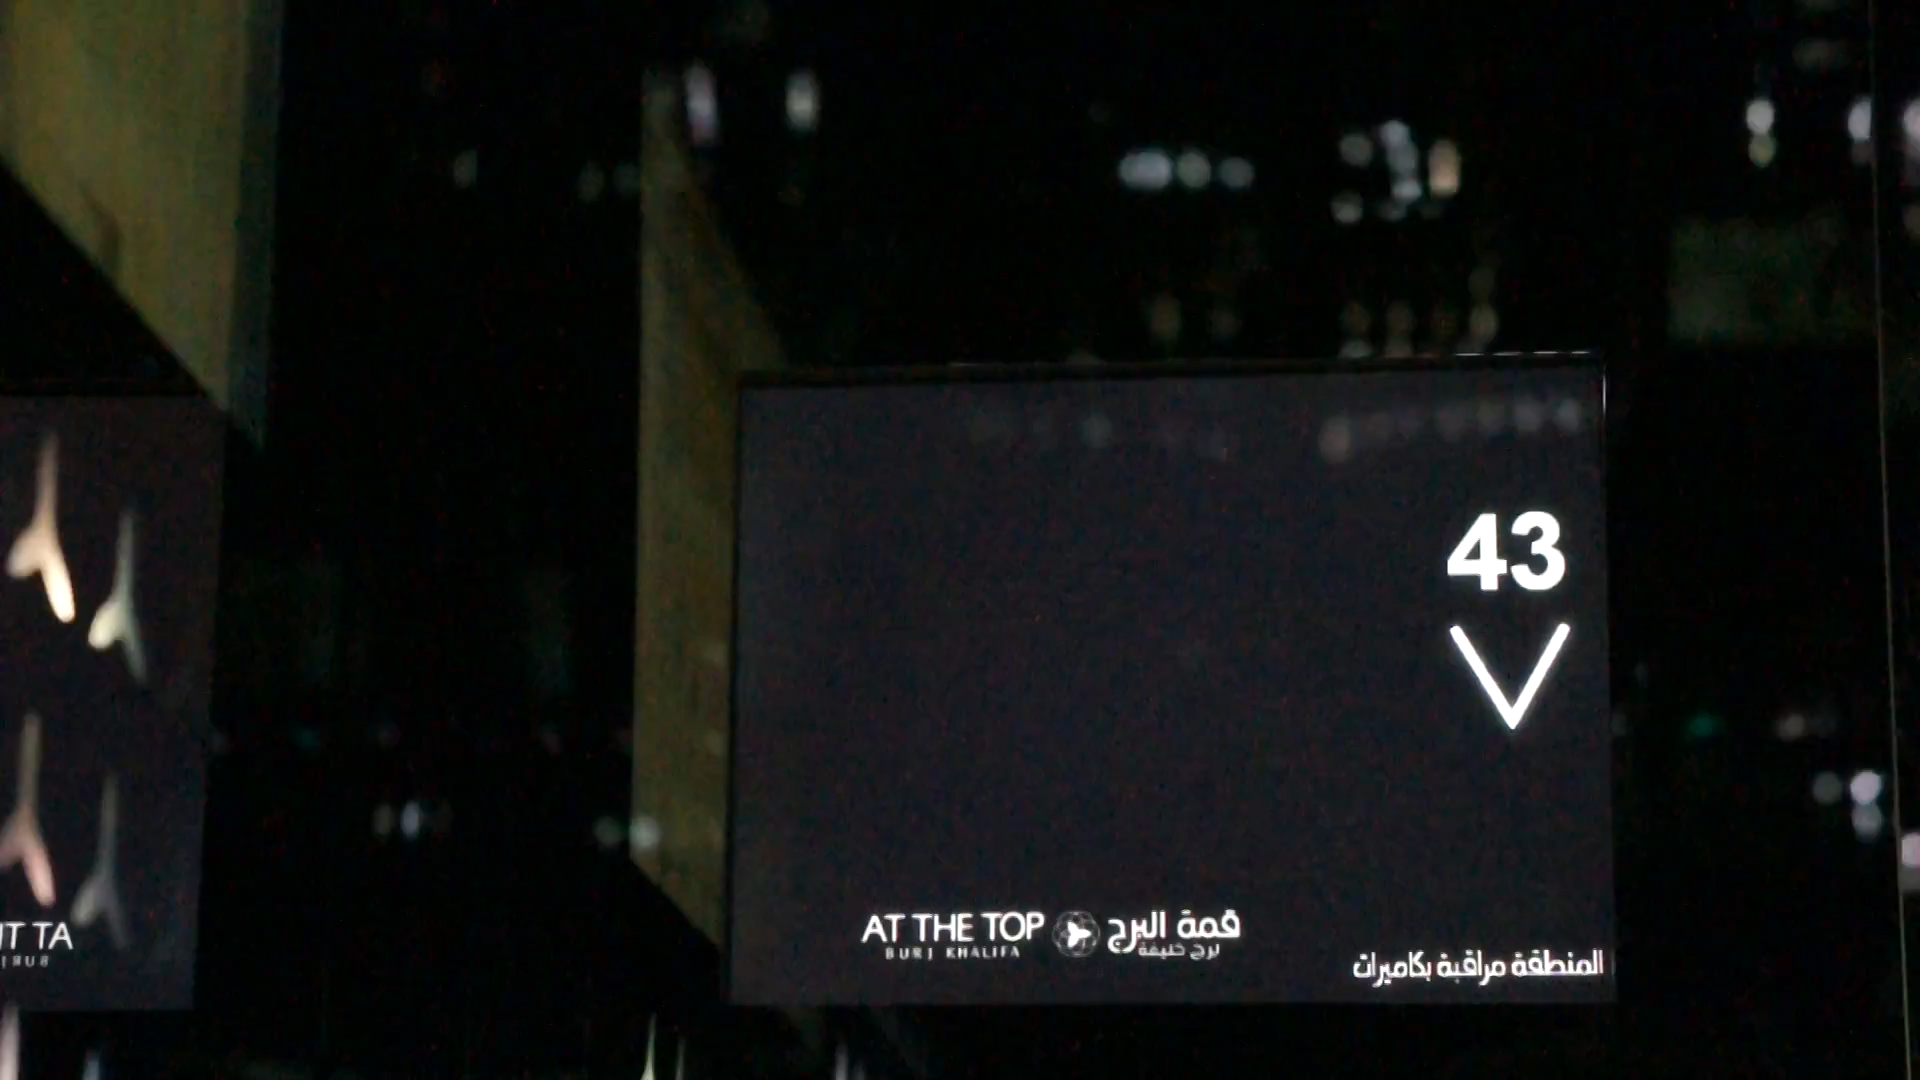 43
AT THE TOP
BURJ KHALIFA
قمة البرج
برج خليفة
المنطقة مراقبة بكاميرات